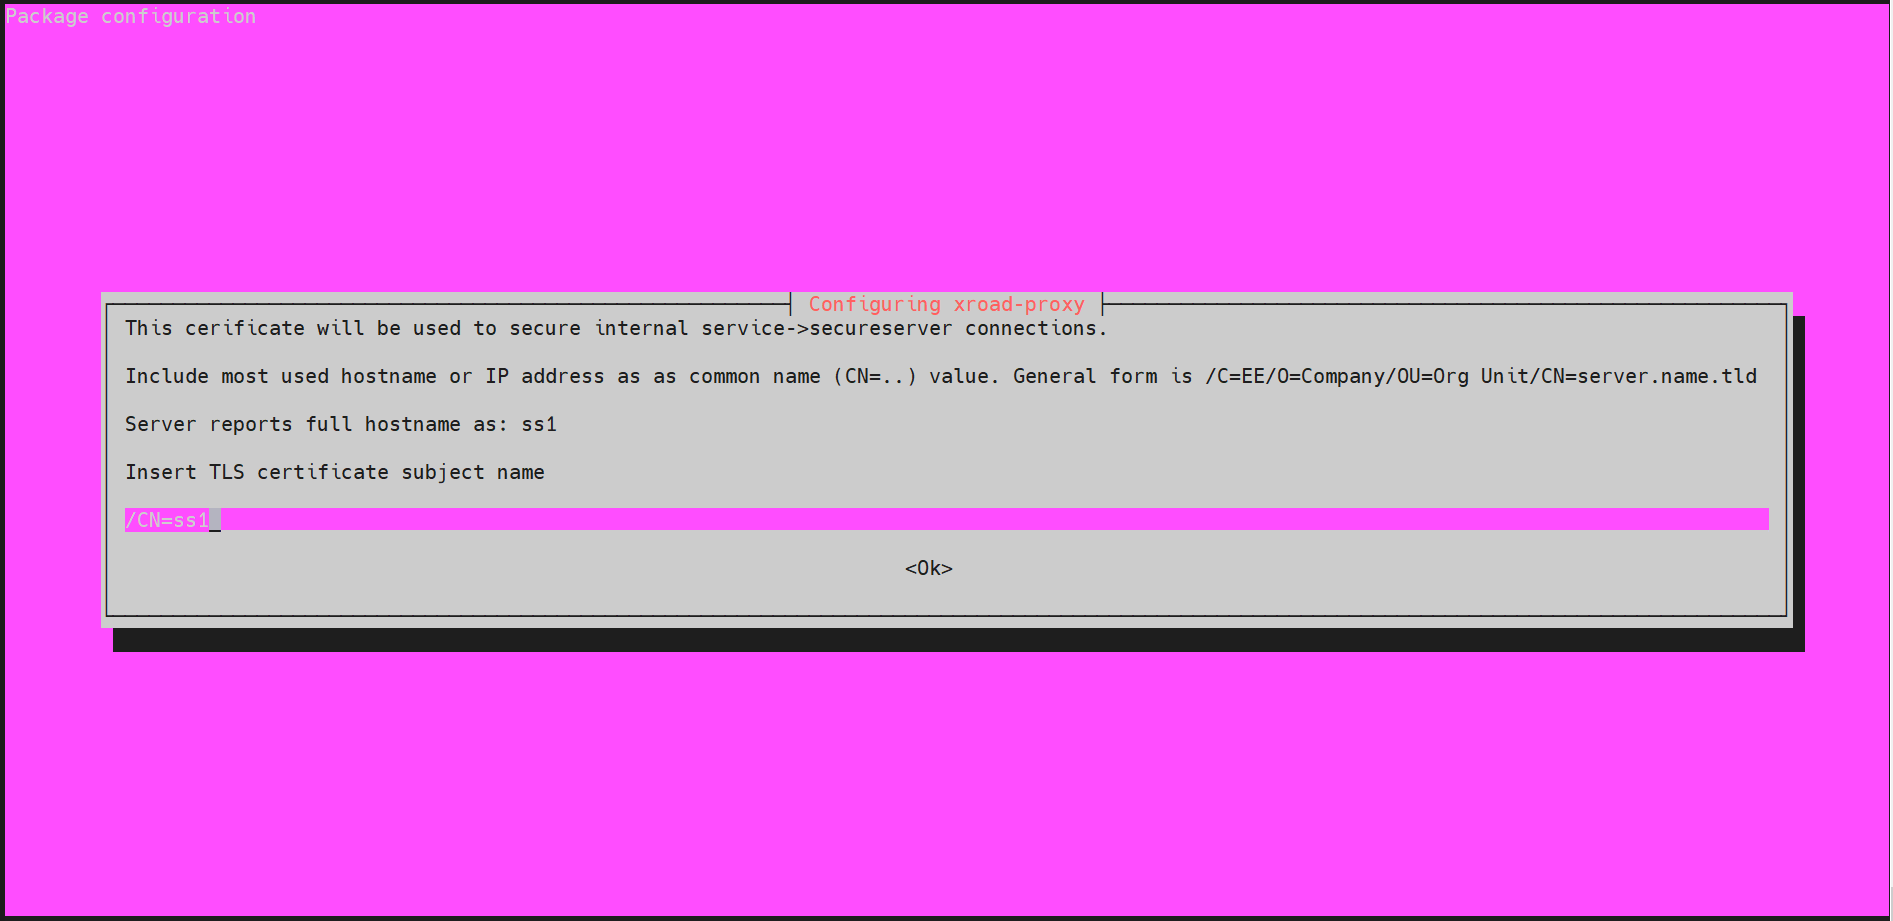 Package configuration
Configuring xroad-proxy
This cerificate will be used to secure internal service->secureserver connections.
Include most used hostname or IP address as as common name (CN=..) value. General form is /C=EE/O=Company/OU=Org Unit/CN=server.name.tld
Server reports full hostname as: ss1
Insert TLS certificate subject name
/CN=ss1
<Ok>